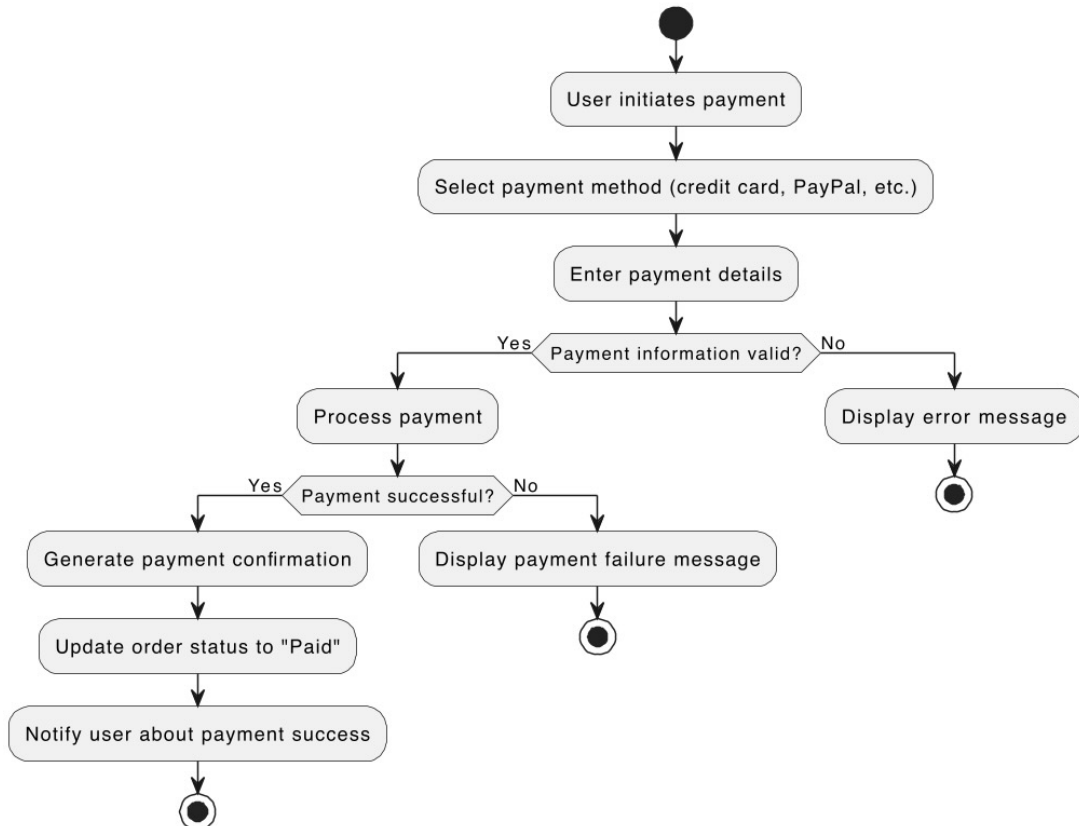 User initiates payment
Select payment method (credit card, PayPal, etc.)
Enter payment details
Yes
Payment information valid?
No
Process payment
Display error message
Yes
Payment successful?
No
Generate payment confirmation
Display payment failure message
Update order status to "Paid"
Notify user about payment success